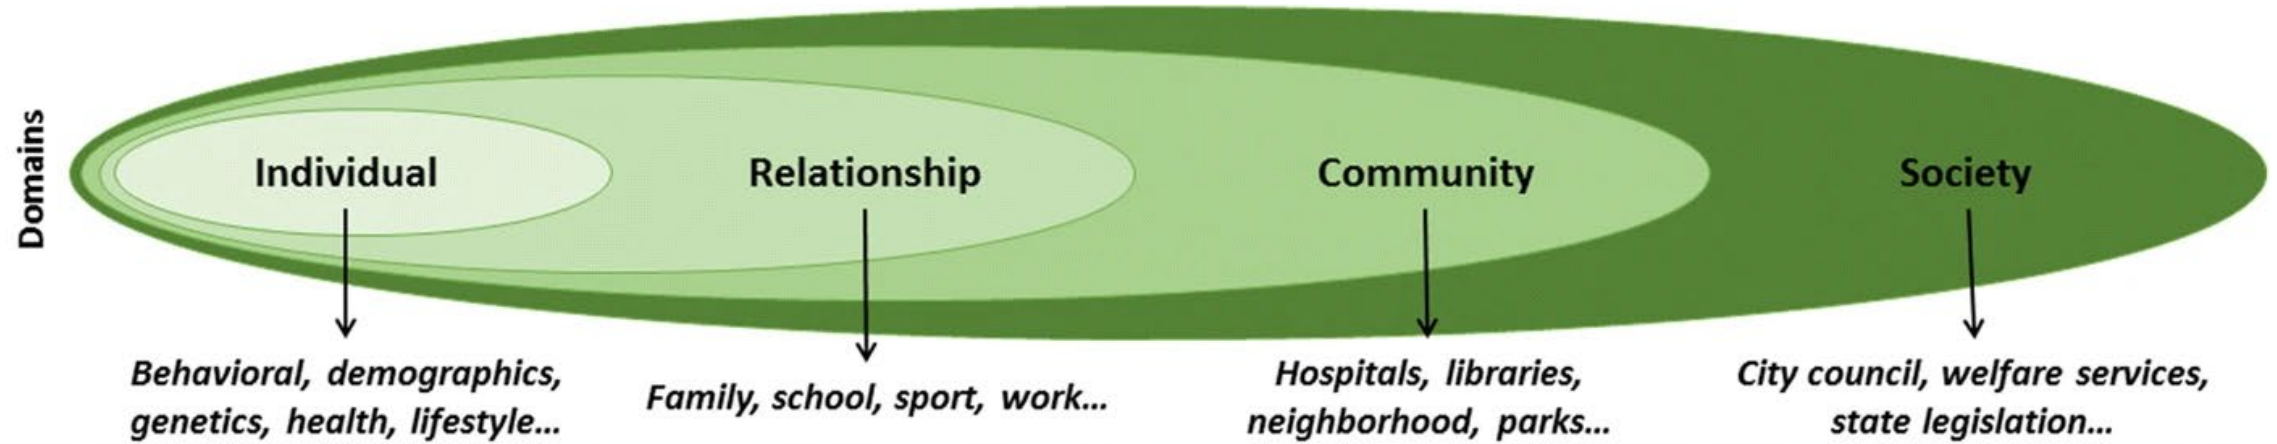 Domains
Individual
Relationship
Community
Society
Behavioral, demographics,
genetics, health, lifestyle...
Family, school, sport, work...
Hospitals, libraries,
neighborhood, parks...
City council, welfare services,
state legislation...